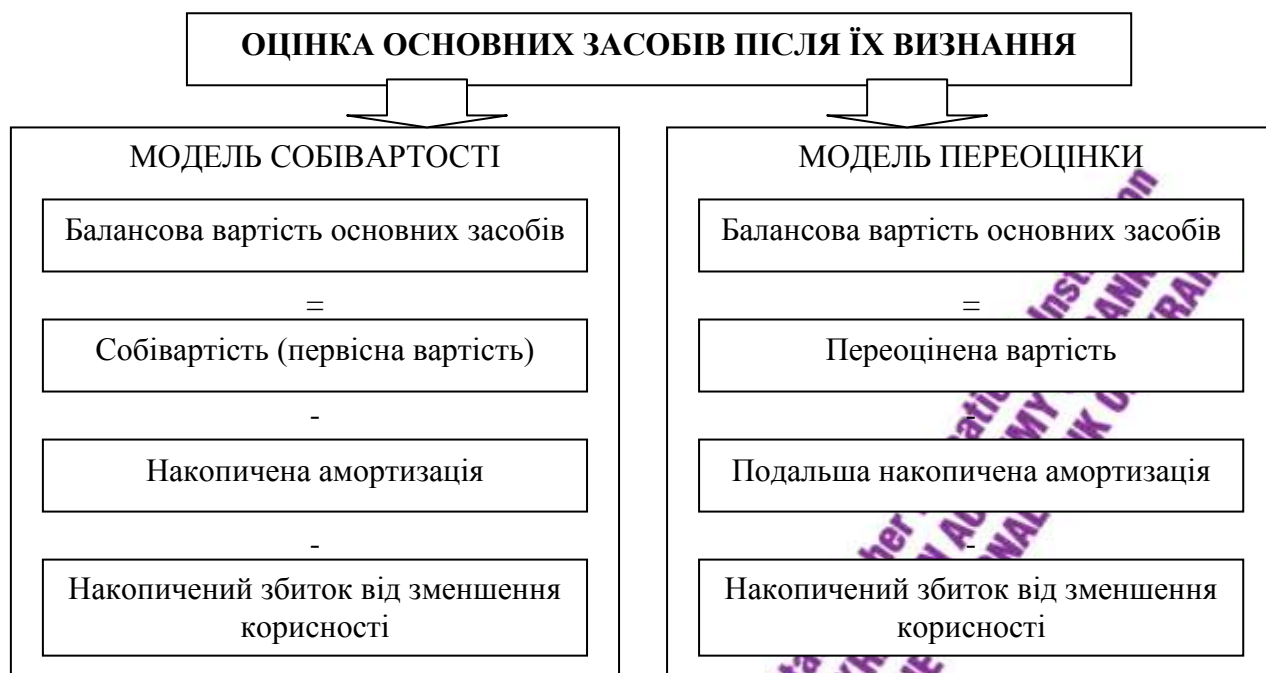 ОЦІНКА ОСНОВНИХ ЗАСОБІВ ПІСЛЯ ЇХ ВИЗНАННЯ
МОДЕЛЬ СОБІВАРТОСТІ
Балансова вартість основних засобів
=
Собівартість (первісна вартість)
-
Накопичена амортизація
-
Накопичений збиток від зменшення
корисності
МОДЕЛЬ ПЕРЕОЦІНКИ
Балансова вартість основних засобів
=
Переоцінена вартість
-
Подальша накопичена амортизація
-
Накопичений збиток від зменшення
корисності